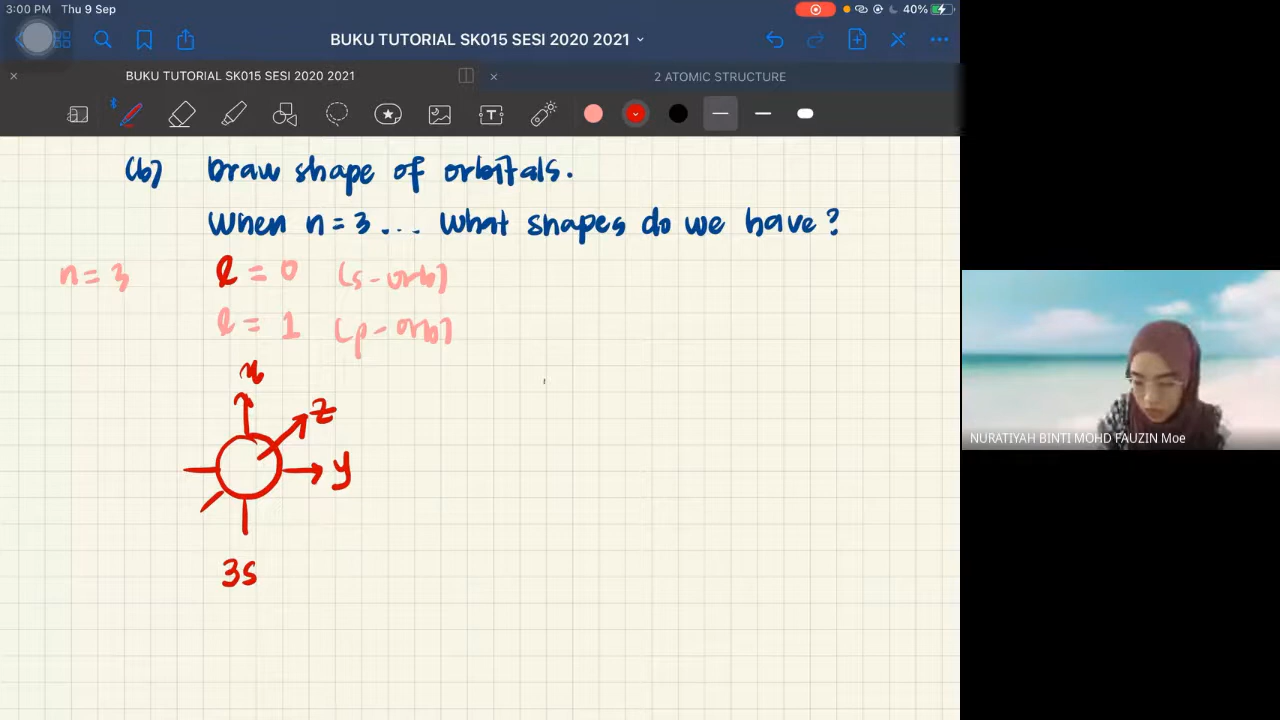 3:00 PM Thu 9 Sep
40%
BUKU TUTORIAL SK015 SESI 2020 2021
BUKU TUTORIAL SK015 SESI 2020 2021
2 ATOMIC STRUCTURE
(b) Draw shape of orbitals.
When n = 3 ... What shapes do we have?
n = 3 l = 0 (s - orb)
l = 1 (p - orb)
x
z
y
3s
NURATIYAH BINTI MOHD FAUZIN Moe